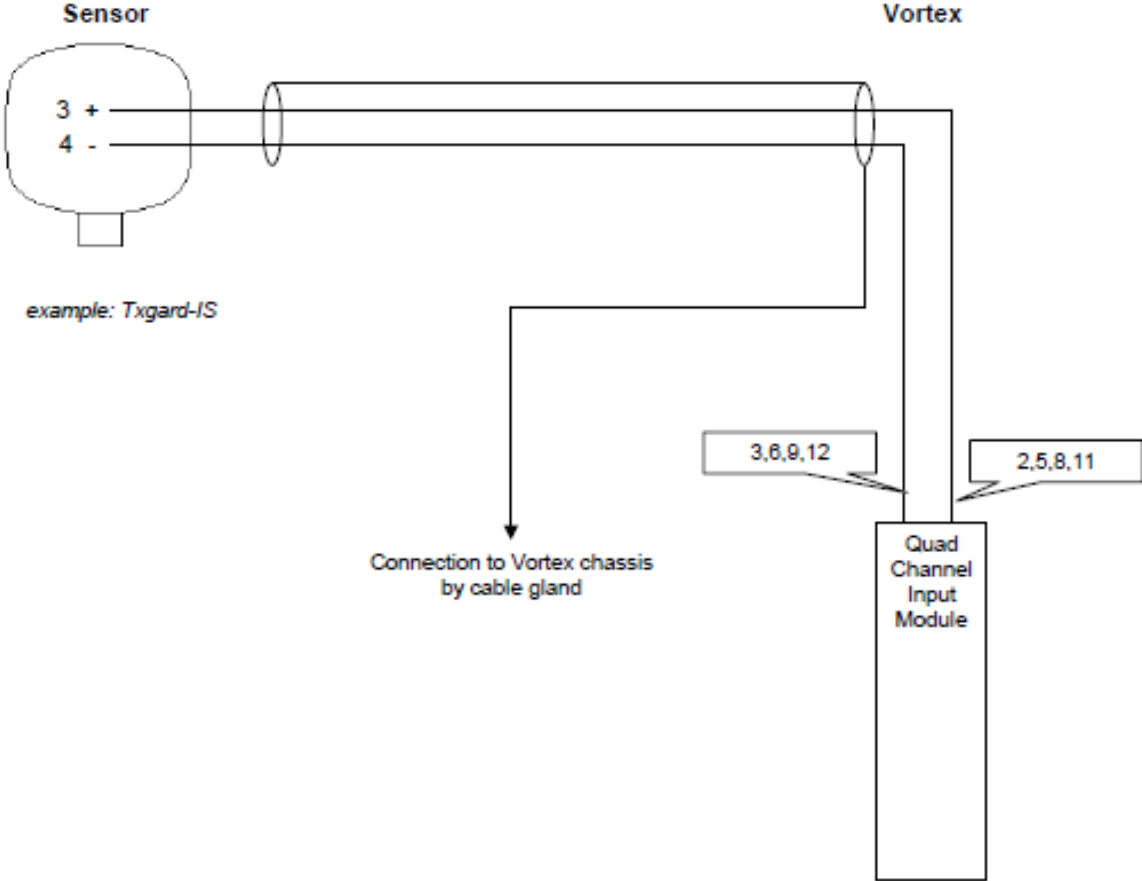 Sensor
Vortex
3 +
4 -
example: Txgard-IS
3,6,9,12
2,5,8,11
Connection to Vortex chassis
by cable gland
Quad
Channel
Input
Module